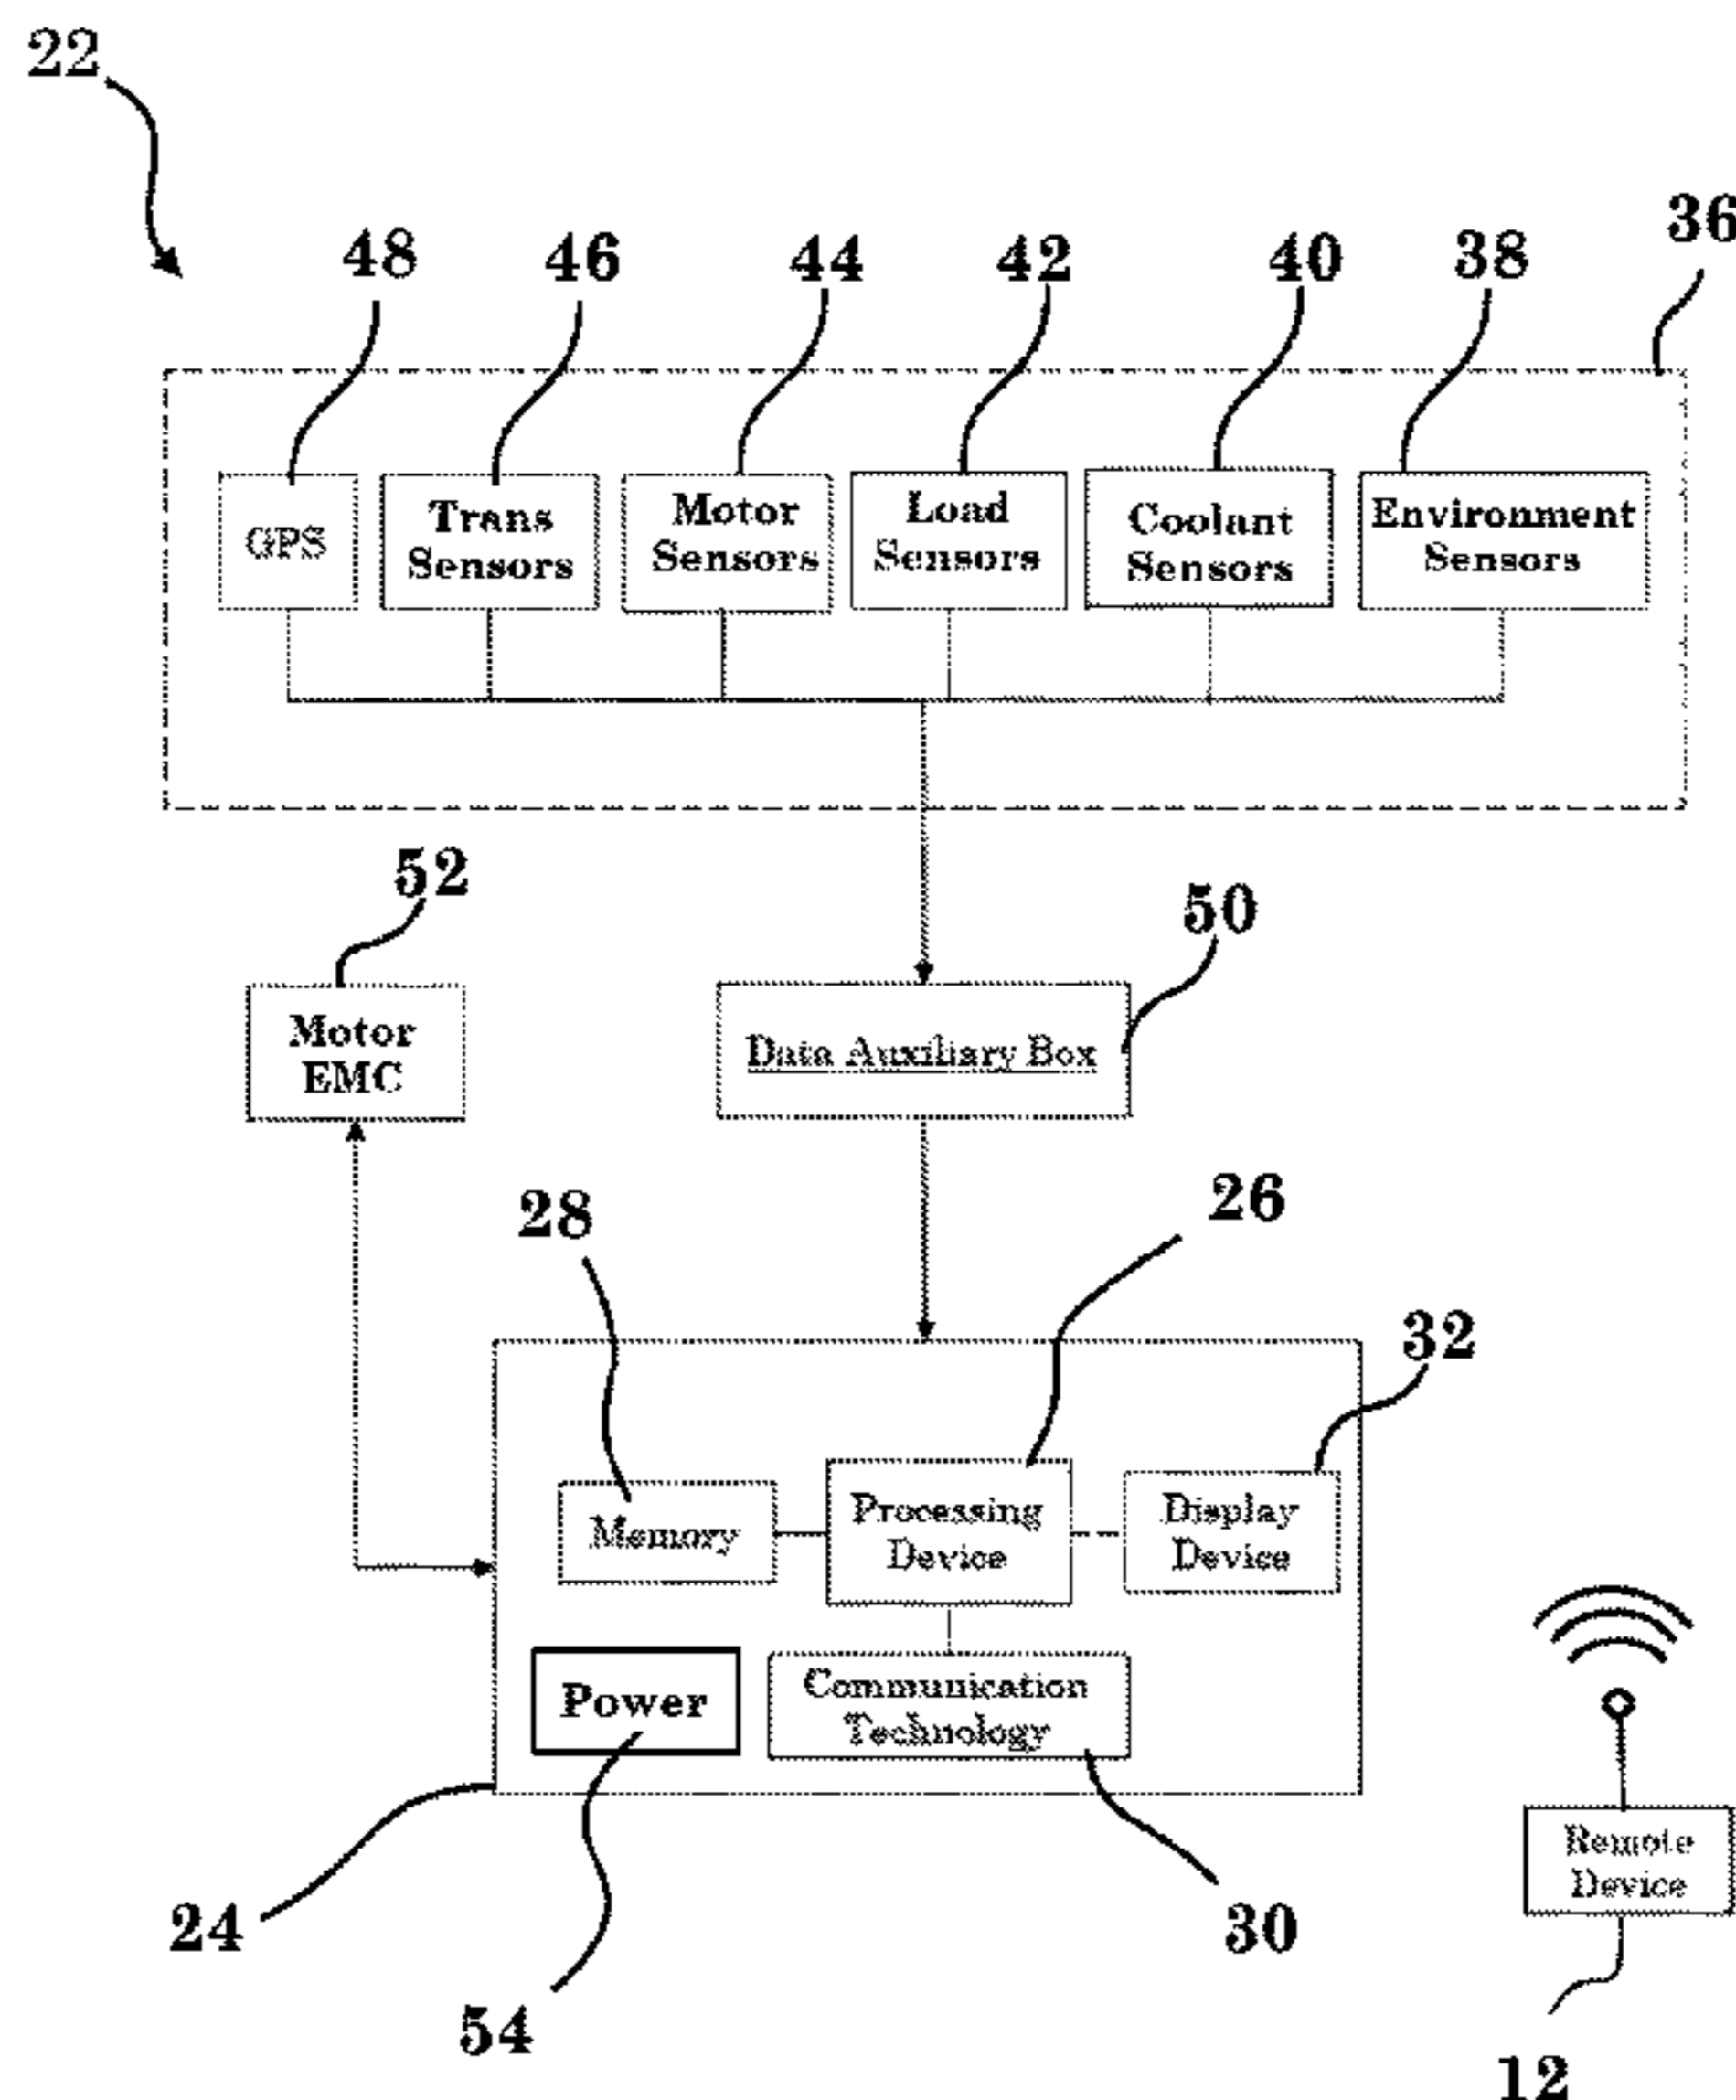 22
36
48
46
44
42
40
38
GPS
Trans
Sensors
Motor
Sensors
Load
Sensors
Coolant
Sensors
Environment
Sensors
52
50
Motor
EMC
Data Auxiliary Box
28
26
32
Memory
Processing
Device
Display
Device
Power
Communication
Technology
Remote
Device
24
30
54
12